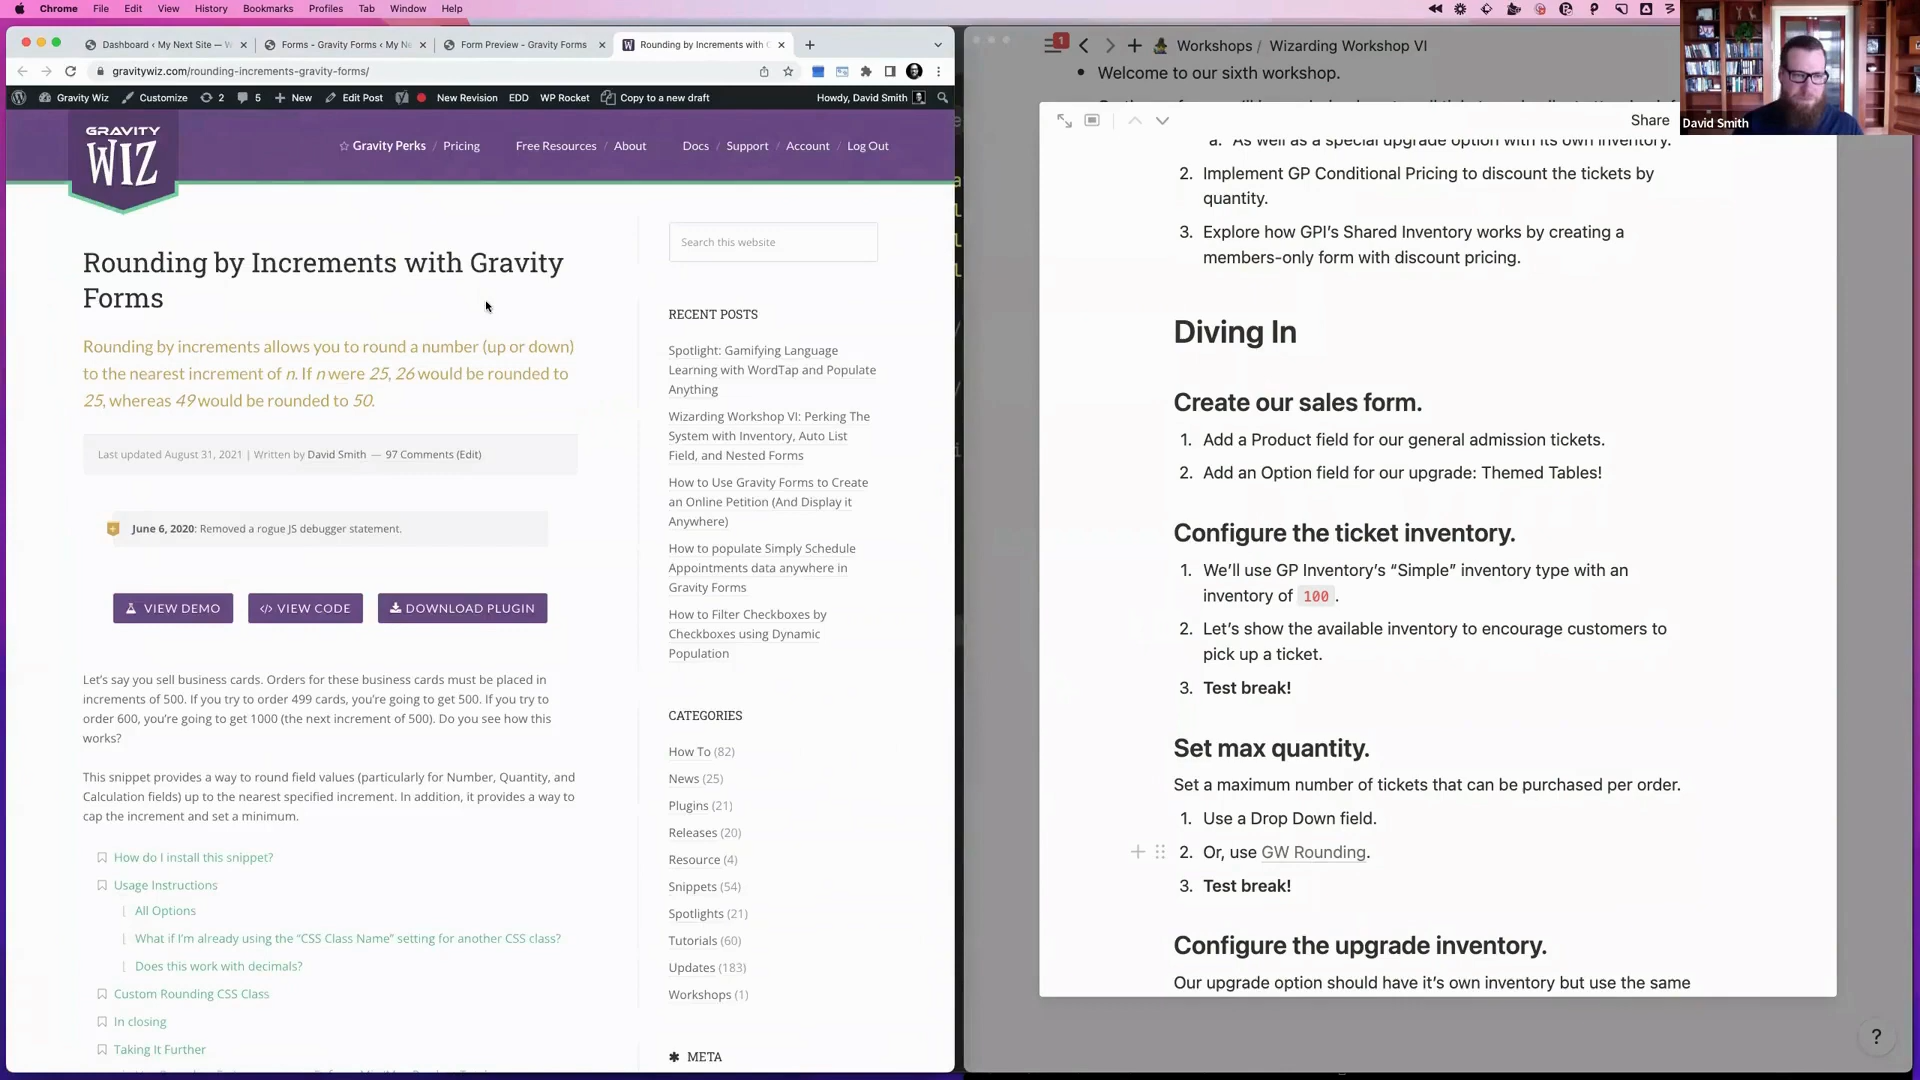 Chrome File Edit View History Bookmarks Profiles Tab Window Help
Dashboard ‹ My Next Site — W
Forms - Gravity Forms ‹ My Ne
Form Preview - Gravity Forms
Rounding by Increments with G
gravitywiz.com/rounding-increments-gravity-forms/
Gravity Wiz Customize 2 5 New Edit Post New Revision EDD WP Rocket Copy to a new draft Howdy, David Smith
GRAVITY
WIZ
Gravity Perks / Pricing Free Resources / About Docs / Support / Account / Log Out
Rounding by Increments with Gravity
Forms
Rounding by increments allows you to round a number (up or down)
to the nearest increment of n. If n were 25, 26 would be rounded to
25, whereas 49 would be rounded to 50.
Last updated August 31, 2021 | Written by David Smith — 97 Comments (Edit)
June 6, 2020: Removed a rogue JS debugger statement.
VIEW DEMO
VIEW CODE
DOWNLOAD PLUGIN
Let's say you sell business cards. Orders for these business cards must be placed in
increments of 500. If you try to order 499 cards, you're going to get 500. If you try to
order 600, you're going to get 1000 (the next increment of 500). Do you see how this
works?
This snippet provides a way to round field values (particularly for Number, Quantity, and
Calculation fields) up to the nearest specified increment. In addition, it provides a way to
cap the increment and set a minimum.
How do I install this snippet?
Usage Instructions
All Options
What if I'm already using the "CSS Class Name" setting for another CSS class?
Does this work with decimals?
Custom Rounding CSS Class
In closing
Taking It Further
Search this website
RECENT POSTS
Spotlight: Gamifying Language
Learning with WordTap and Populate
Anything
Wizarding Workshop VI: Perking The
System with Inventory, Auto List
Field, and Nested Forms
How to Use Gravity Forms to Create
an Online Petition (And Display it
Anywhere)
How to populate Simply Schedule
Appointments data anywhere in
Gravity Forms
How to Filter Checkboxes by
Checkboxes using Dynamic
Population
CATEGORIES
How To (82)
News (25)
Plugins (21)
Releases (20)
Resource (4)
Snippets (54)
Spotlights (21)
Tutorials (60)
Updates (183)
Workshops (1)
META
1
Workshops / Wizarding Workshop VI
• Welcome to our sixth workshop.
Share
David Smith
a. As well as a special upgrade option with its own inventory.
2. Implement GP Conditional Pricing to discount the tickets by
quantity.
3. Explore how GPI's Shared Inventory works by creating a
members-only form with discount pricing.
Diving In
Create our sales form.
1. Add a Product field for our general admission tickets.
2. Add an Option field for our upgrade: Themed Tables!
Configure the ticket inventory.
1. We'll use GP Inventory's "Simple" inventory type with an
inventory of 100.
2. Let's show the available inventory to encourage customers to
pick up a ticket.
3. Test break!
Set max quantity.
Set a maximum number of tickets that can be purchased per order.
1. Use a Drop Down field.
2. Or, use GW Rounding.
3. Test break!
Configure the upgrade inventory.
Our upgrade option should have it's own inventory but use the same
?